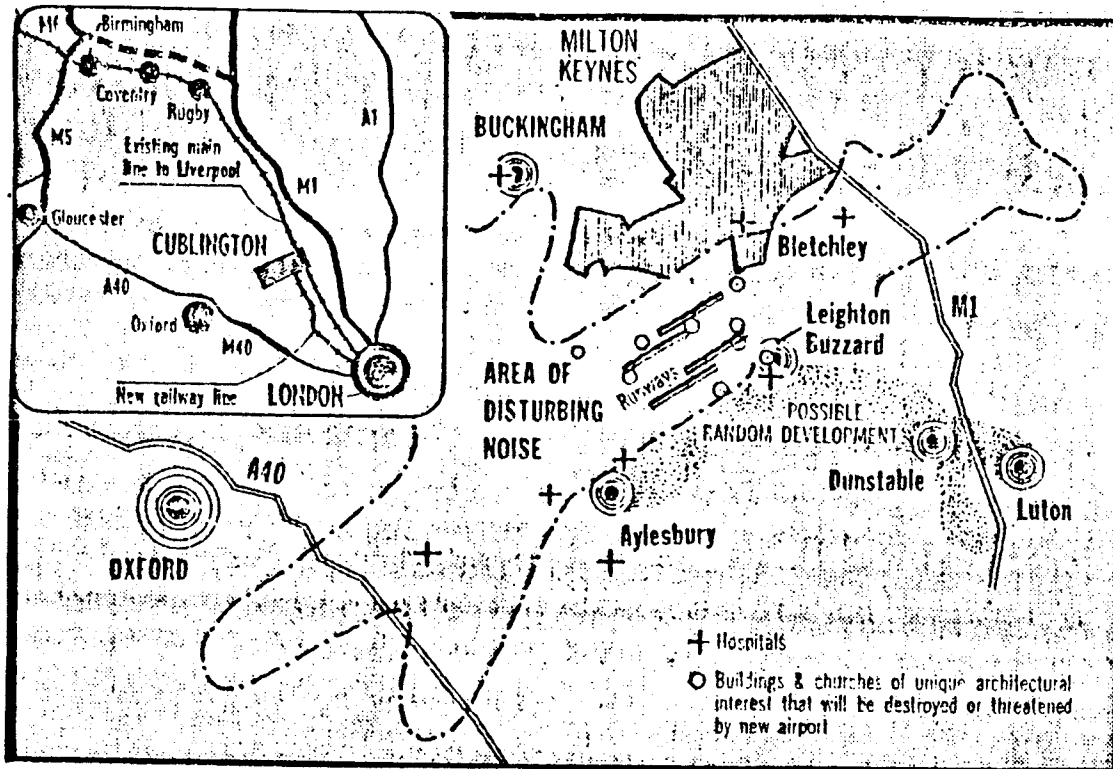 M6
Birmingham
Coventry
Rugby
A1
M5
Existing main
line to Liverpool
M1
Gloucester
CUBLINGTON
A40
Oxford
M40
New railway line
LONDON
MILTON
KEYNES
BUCKINGHAM
Bletchley
M1
Leighton
Buzzard
AREA OF
DISTURBING
NOISE
Runways
POSSIBLE
RANDOM DEVELOPMENT
Dunstable
Luton
Aylesbury
A40
OXFORD
Hospitals
Buildings & churches of unique architectural
interest that will be destroyed or threatened
by new airport